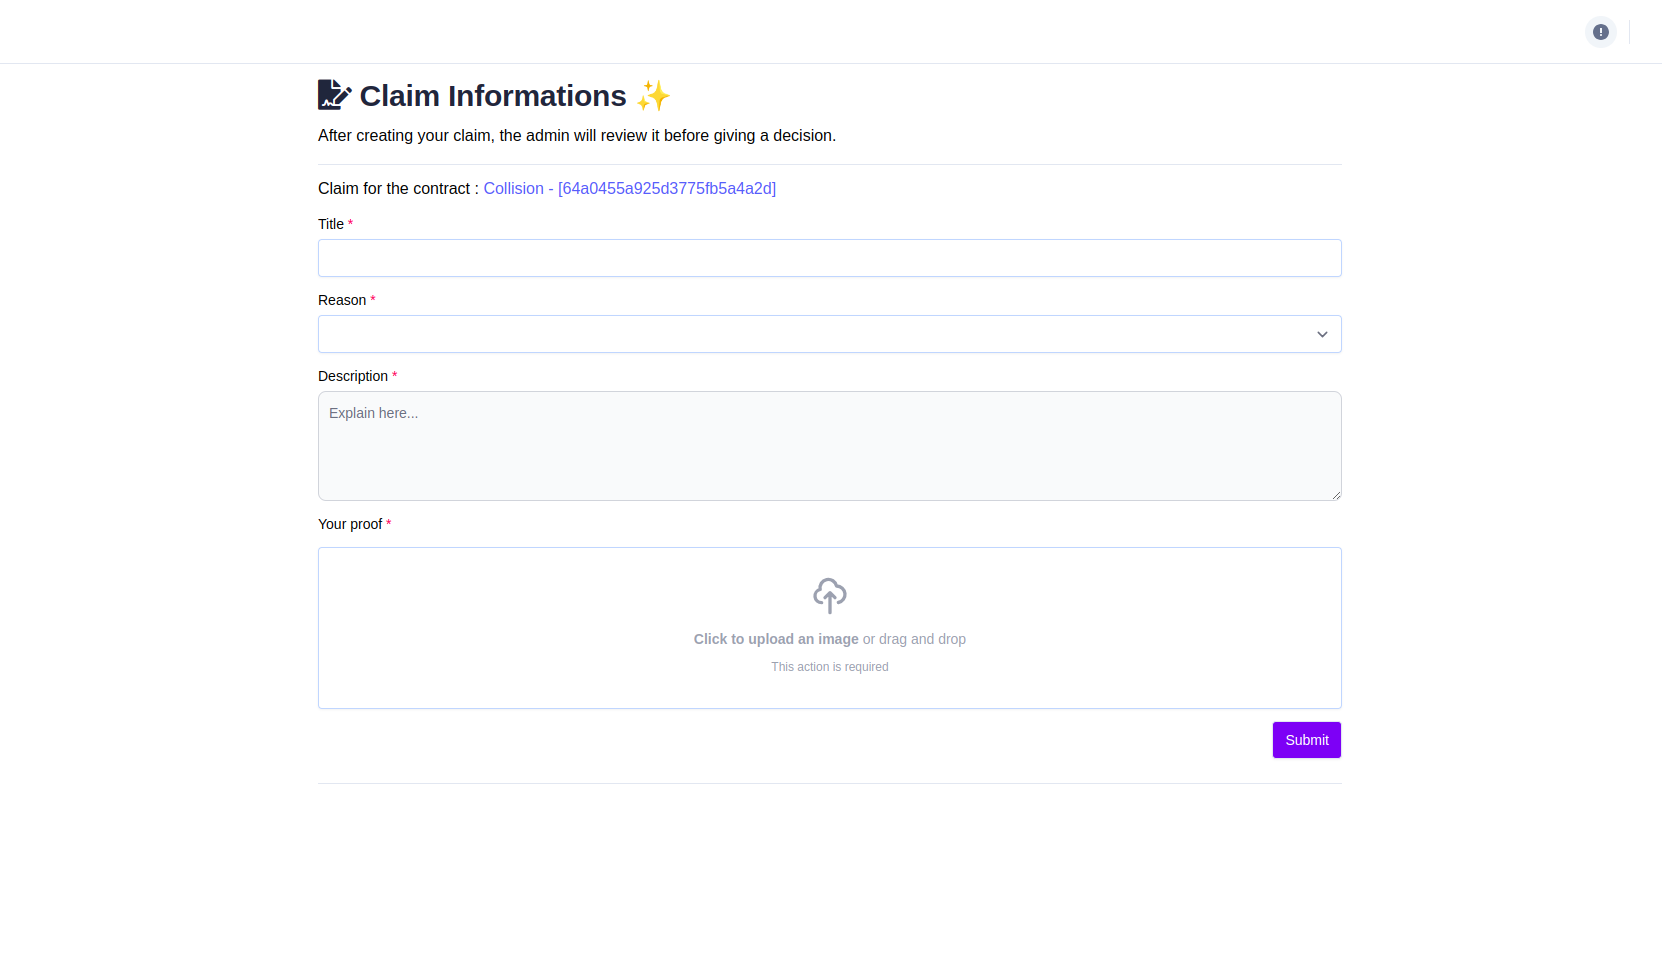 Claim Informations ✨
After creating your claim, the admin will review it before giving a decision.
Claim for the contract : Collision - [64a0455a925d3775fb5a4a2d]
Title *
Reason *
Description *
Explain here...
Your proof *
Click to upload an image or drag and drop
This action is required
Submit